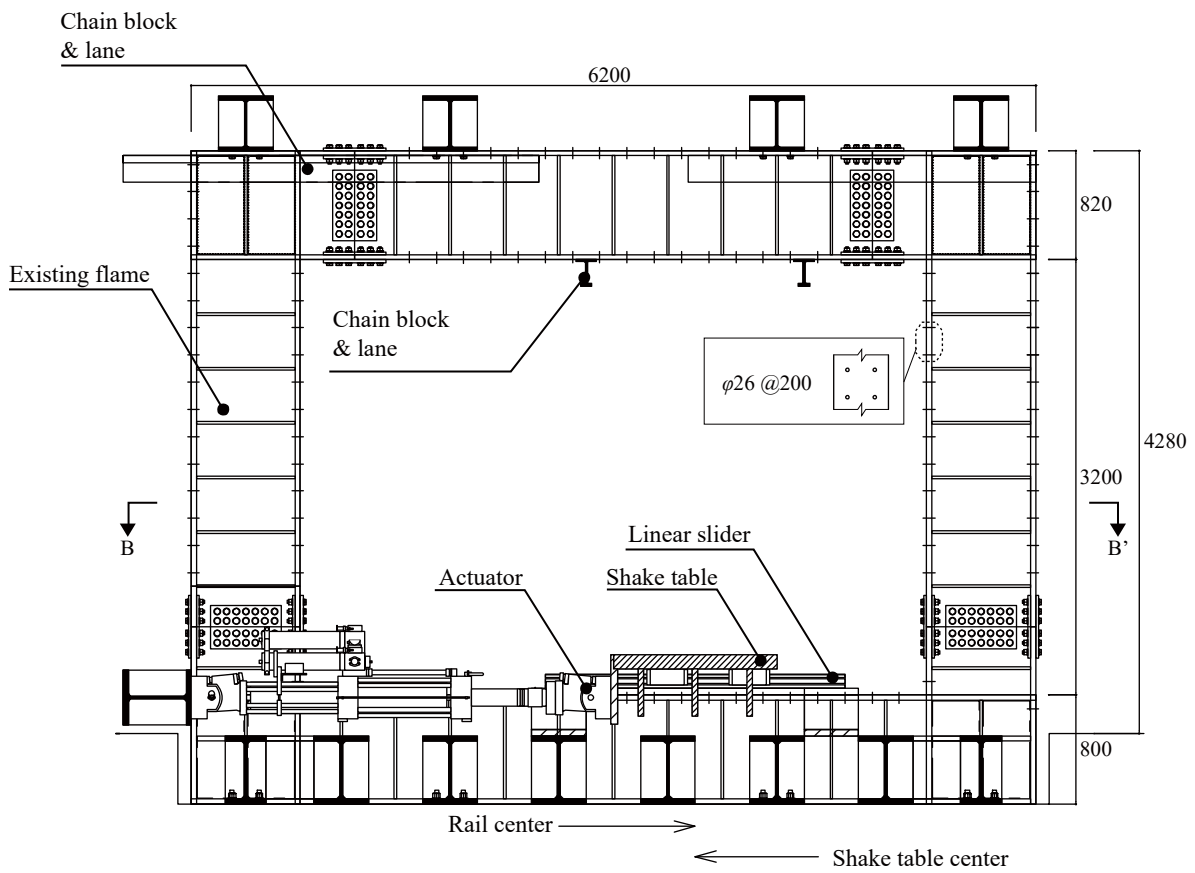 Chain block
& lane
6200
820
Existing flame
Chain block
& lane
φ26 @200
4280
3200
B
B’
Linear slider
Actuator
Shake table
800
Rail center
Shake table center